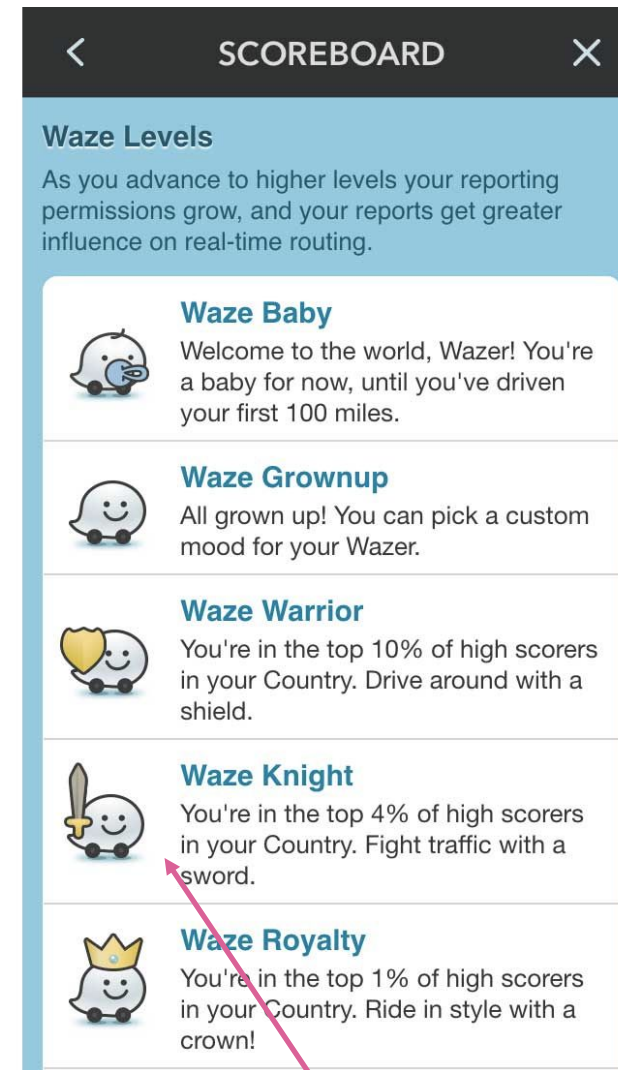 SCOREBOARD
Waze Levels
As you advance to higher levels your reporting
permissions grow, and your reports get greater
influence on real-time routing.
Waze Baby
Welcome to the world, Wazer! You're
a baby for now, until you've driven
your first 100 miles.
Waze Grownup
All grown up! You can pick a custom
mood for your Wazer.
Waze Warrior
You're in the top 10% of high scorers
in your Country. Drive around with a
shield.
Waze Knight
You're in the top 4% of high scorers
in your Country. Fight traffic with a
sword.
Waze Royalty
You're in the top 1% of high scorers
in your Country. Ride in style with a
crown!